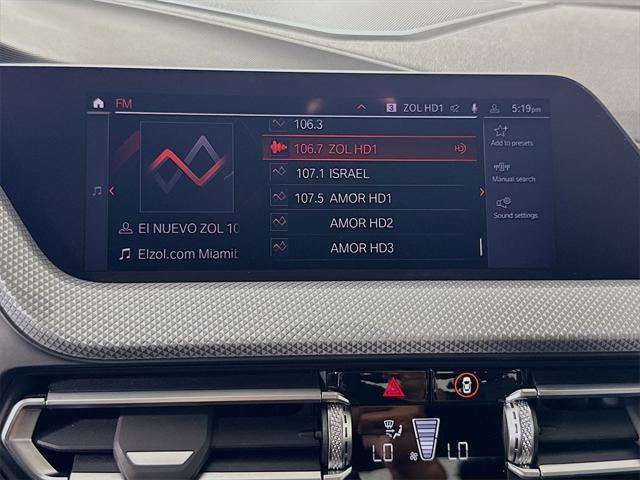 FM
3 ZOL HD1
5:19pm
106.3
106.7 ZOL HD1
107.1 ISRAEL
107.5 AMOR HD1
AMOR HD2
AMOR HD3
El NUEVO ZOL 10
Elzol.com Miamib
Add to presets
Manual search
Sound settings
LO
LO